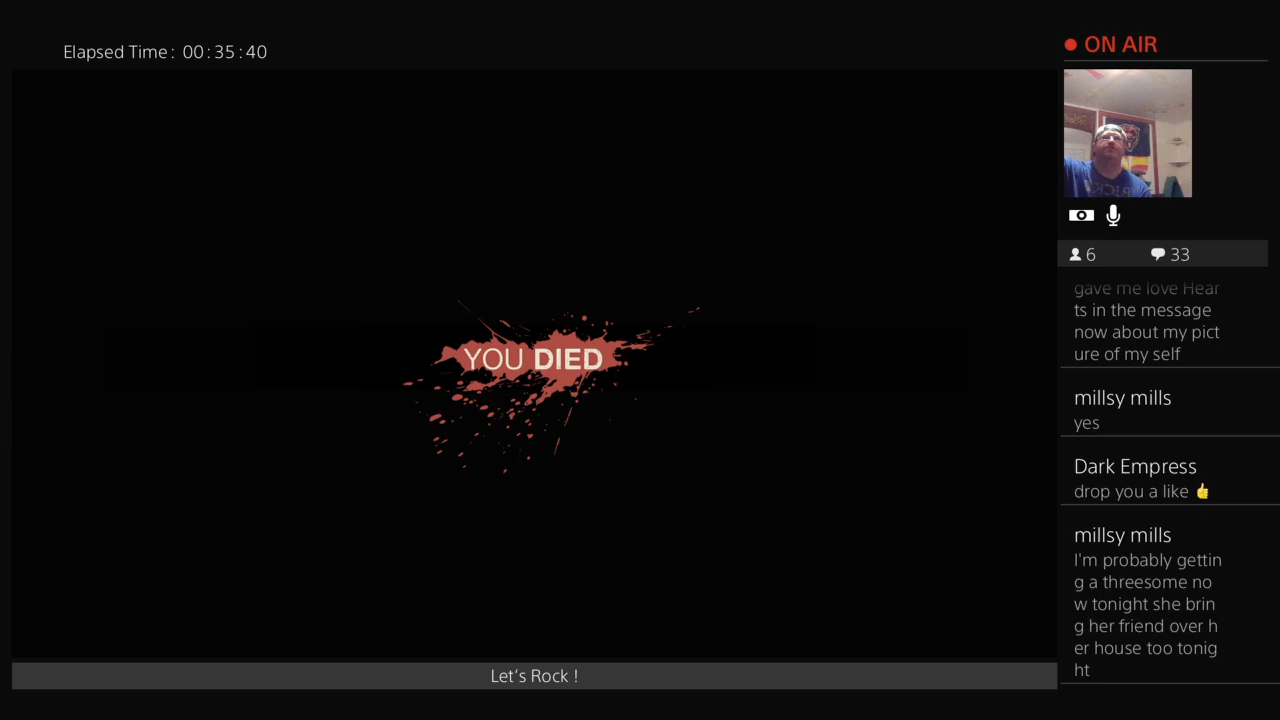 Elapsed Time: 00:35:40
ON AIR
6 33
gave me love Hear
ts in the message
now about my pict
ure of my self
millsy mills
yes
Dark Empress
drop you a like 👍
millsy mills
I'm probably gettin
g a threesome no
w tonight she brin
g her friend over h
er house too tonig
ht
YOU DIED
Let's Rock !